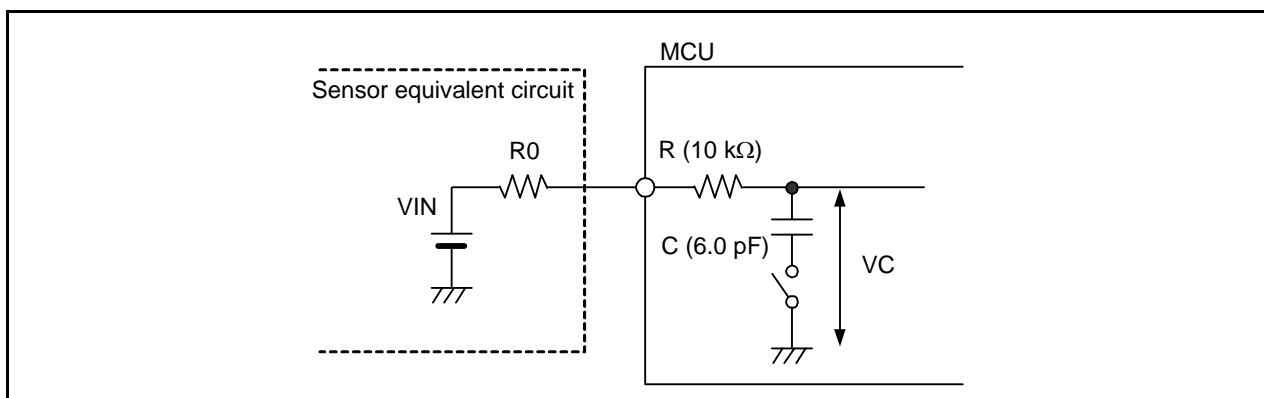 MCU
Sensor equivalent circuit
R0
R (10 kΩ)
VIN
C (6.0 pF)
VC